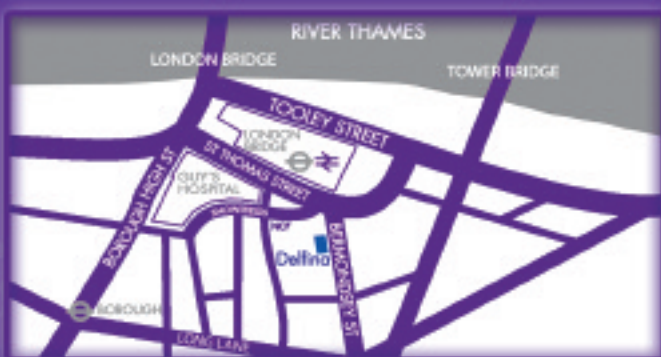 RIVER THAMES
LONDON BRIDGE
TOWER BRIDGE
TOOLEY STREET
LONDON
BRIDGE
ST THOMAS STREET
GUY'S
HOSPITAL
BOROUGH HIGH ST
NCP
Delfina
BERMONDSEY ST
BOROUGH
LONG LANE